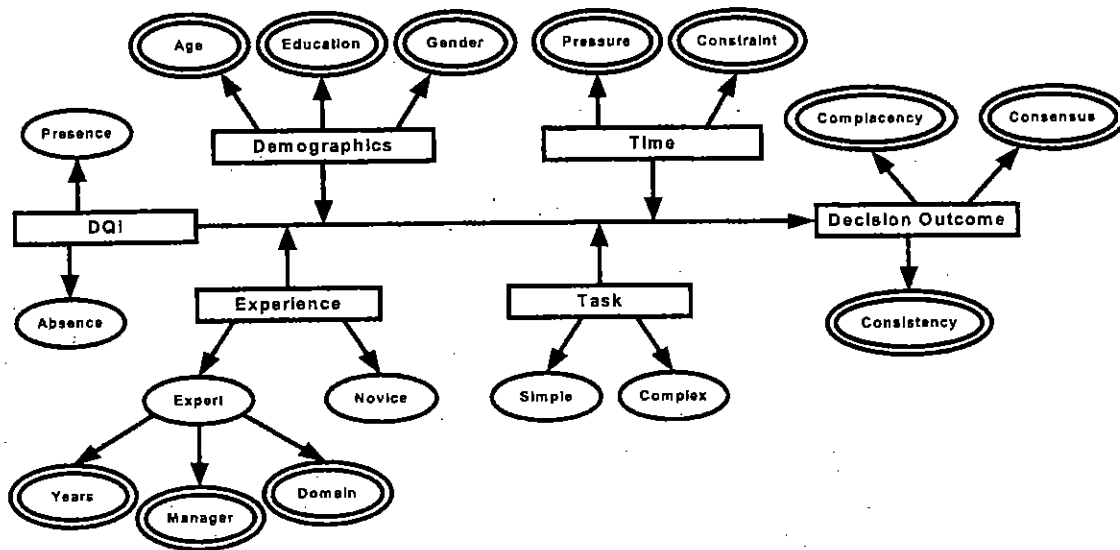 Age
Education
Gender
Pressure
Constraint
Complacency
Consensus
Presence
Demographics
Time
DQI
Decision Outcome
Absence
Experience
Task
Consistency
Expert
Novice
Simple
Complex
Years
Manager
Domain